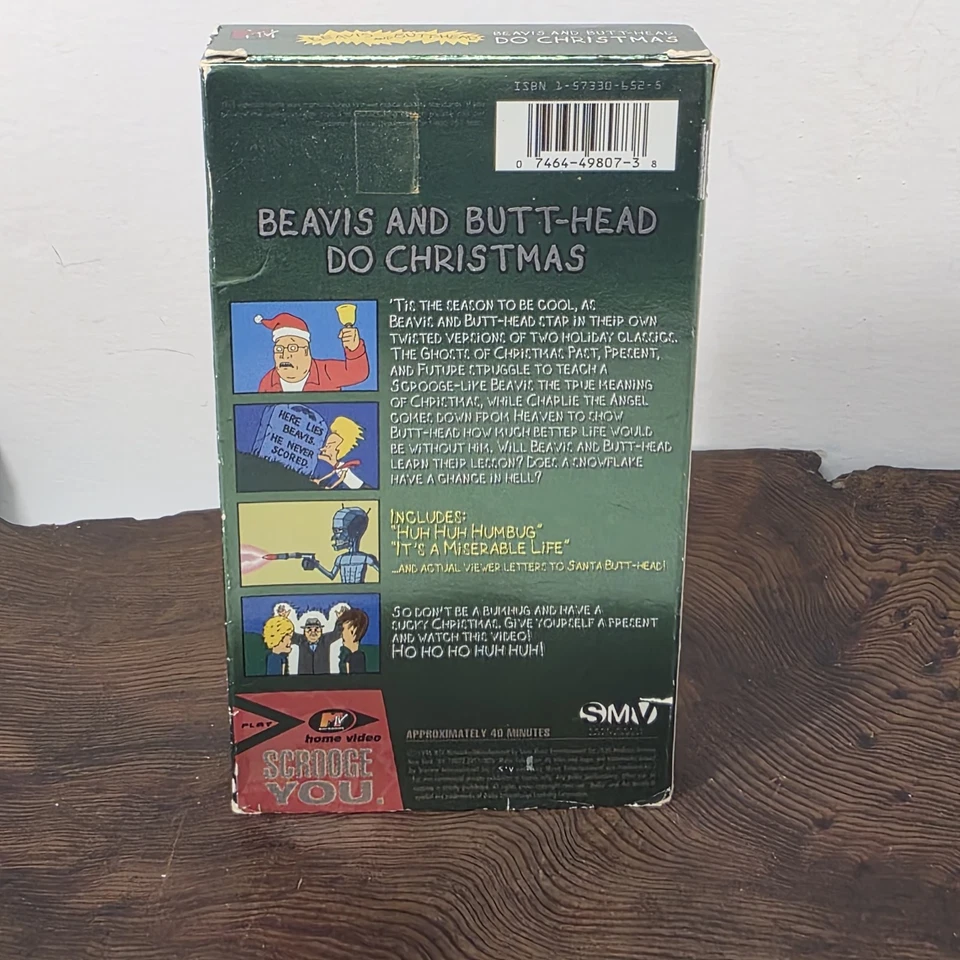 MTV BEAVIS AND BUTT-HEAD BEAVIS AND BUTT-HEAD
DO CHRISTMAS
ISBN 1-57330-652-5
0 7464-49807-3 8
BEAVIS AND BUTT-HEAD
DO CHRISTMAS
'TIS THE SEASON TO BE COOL, AS
BEAVIS AND BUTT-HEAD STAR IN THEIR OWN
TWISTED VERSIONS OF TWO HOLIDAY CLASSICS.
THE GHOSTS OF CHRISTMAS PAST, PRESENT,
AND FUTURE STRUGGLE TO TEACH A
SCROOGE-LIKE BEAVIS THE TRUE MEANING
OF CHRISTMAS, WHILE CHARLIE THE ANGEL
COMES DOWN FROM HEAVEN TO SHOW
BUTT-HEAD HOW MUCH BETTER LIFE WOULD
BE WITHOUT HIM. WILL BEAVIS AND BUTT-HEAD
LEARN THEIR LESSON? DOES A SNOWFLAKE
HAVE A CHANCE IN HELL?
HERE LIES
BEAVIS.
HE NEVER
SCORED.
INCLUDES:
"HUH HUH HUMBUG"
"IT'S A MISERABLE LIFE"
...AND ACTUAL VIEWER LETTERS TO SANTA BUTT-HEAD!
SO DON'T BE A BUMHUG AND HAVE A
SUCKY CHRISTMAS. GIVE YOURSELF A PRESENT
AND WATCH THIS VIDEO!
HO HO HO HUH HUH!
PLAY MTV
home video
SCROOGE
YOU.
SMV
APPROXIMATELY 40 MINUTES